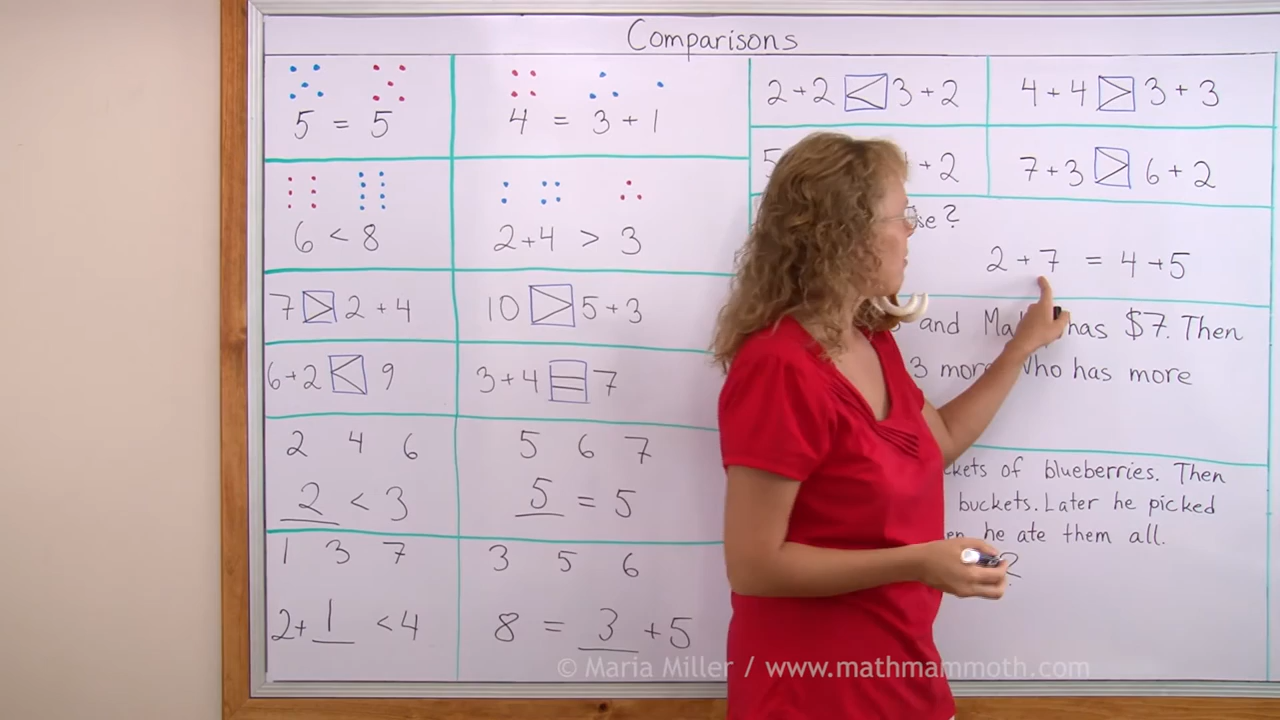 Comparisons
5 = 5
4 = 3 + 1
2 + 2 < 3 + 2
4 + 4 > 3 + 3
5
+ 2
7 + 3 > 6 + 2
6 < 8
2 + 4 > 3
?
2 + 7 = 4 + 5
7 > 2 + 4
10 > 5 + 3
and has $7. Then
3 more. Who has more
6 + 2 < 9
3 + 4 = 7
2 4 6
2 < 3
5 6 7
5 = 5
of blueberries. Then
buckets. Later he picked
he ate them all.
?
1 3 7
2 + 1 < 4
3 5 6
8 = 3 + 5
© Maria Miller / www.mathmammoth.com